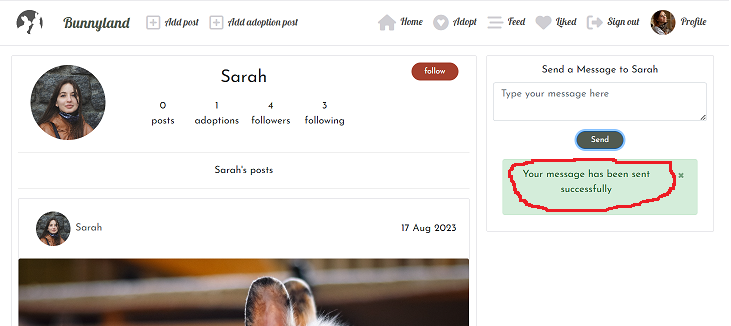 Bunnyland
Add post
Add adoption post
Home
Adopt
Feed
Liked
Sign out
Profile
Sarah
follow
0
posts
1
adoptions
4
followers
3
following
Sarah's posts
Sarah
17 Aug 2023
Send a Message to Sarah
Type your message here
Send
Your message has been sent
successfully
×